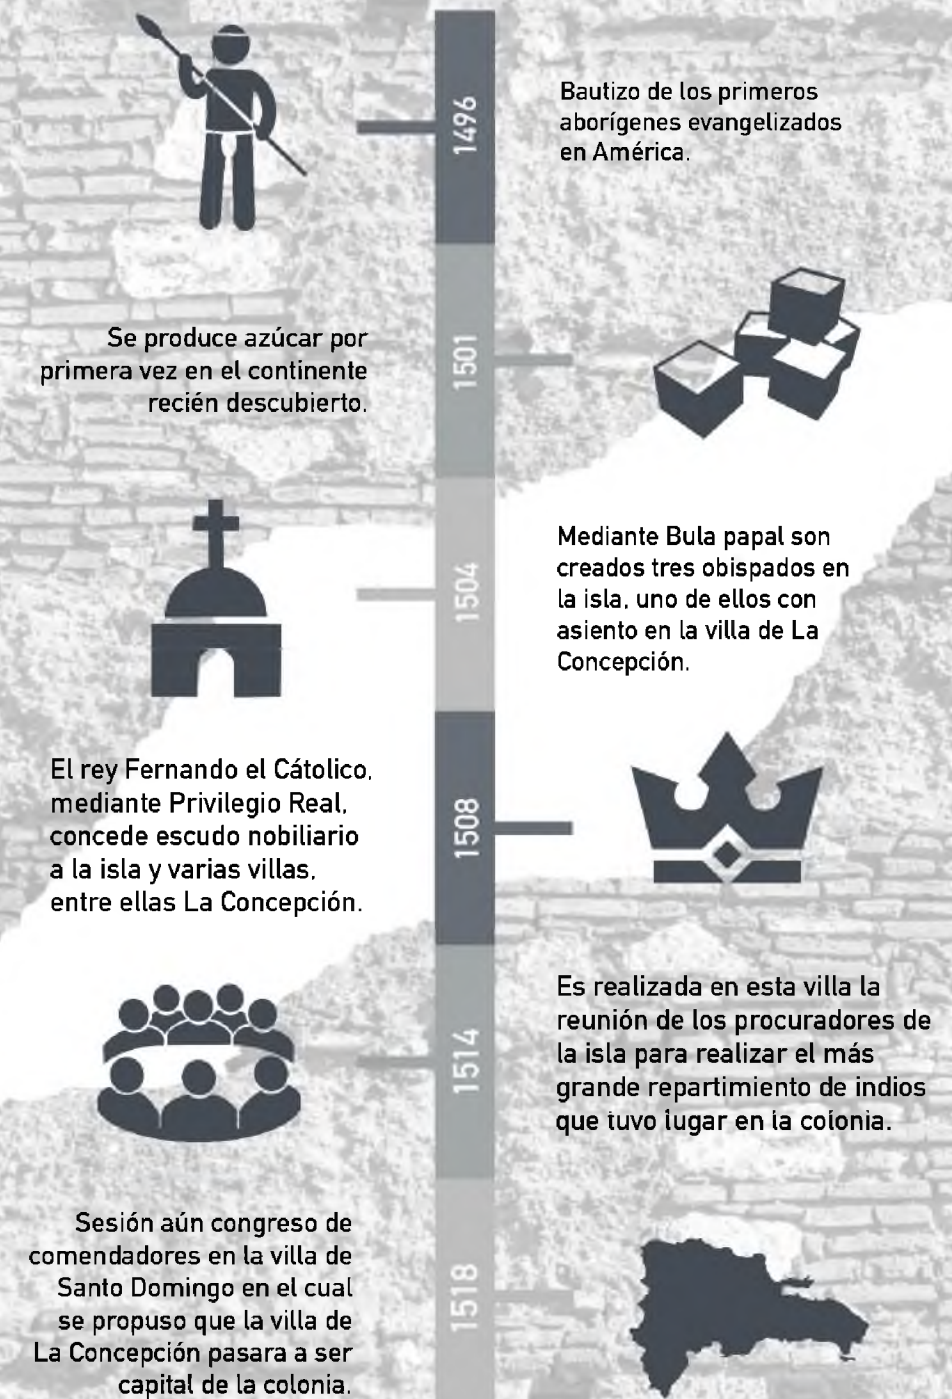 1496
Bautizo de los primeros
aborígenes evangelizados
en América.
1501
Se produce azúcar por
primera vez en el continente
recién descubierto.
1504
Mediante Bula papal son
creados tres obispados en
la isla, uno de ellos con
asiento en la villa de La
Concepción.
1508
El rey Fernando el Cátolico,
mediante Privilegio Real,
concede escudo nobiliario
a la isla y varias villas,
entre ellas La Concepción.
1514
Es realizada en esta villa la
reunión de los procuradores de
la isla para realizar el más
grande repartimiento de indios
que tuvo lugar en la colonia.
1518
Sesión aún congreso de
comendadores en la villa de
Santo Domingo en el cual
se propuso que la villa de
La Concepción pasara a ser
capital de la colonia.